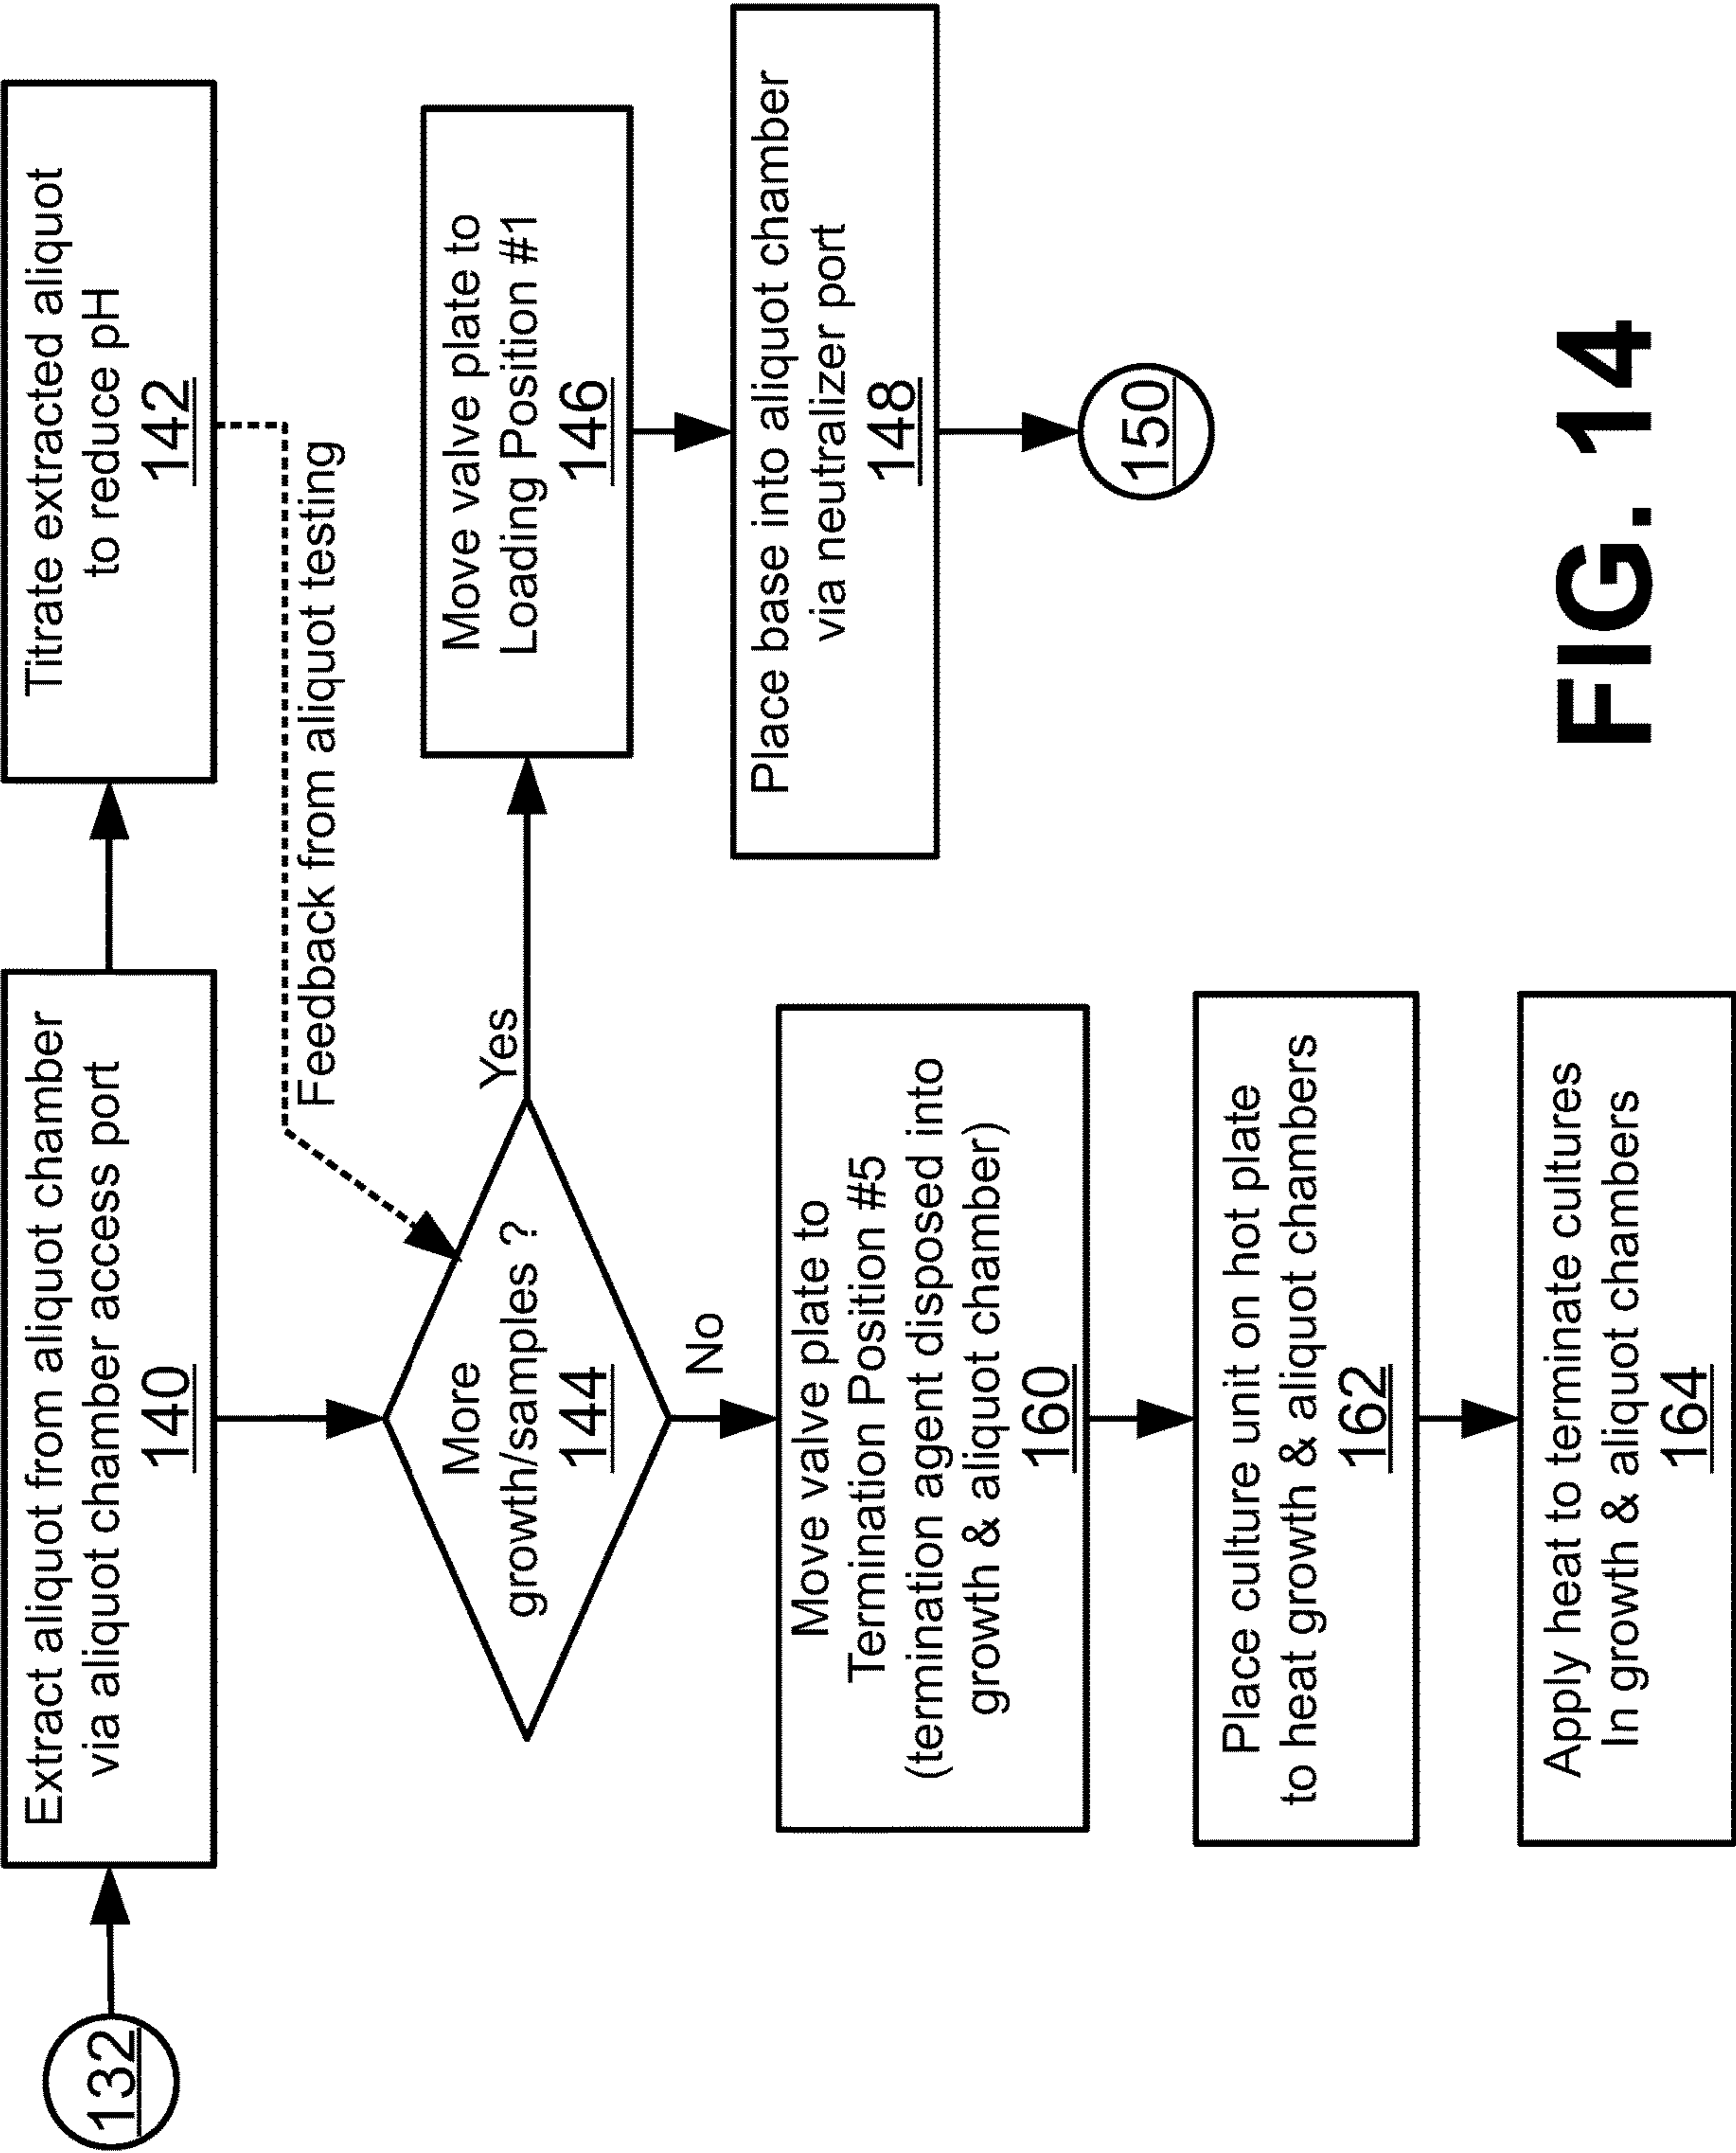 132
Extract aliquot from aliquot chamber
via aliquot chamber access port
140
Titrate extracted aliquot
to reduce pH
142
Feedback from aliquot testing
More
growth/samples ?
144
Yes
No
Move valve plate to
Loading Position #1
146
Place base into aliquot chamber
via neutralizer port
148
150
Move valve plate to
Termination Position #5
(termination agent disposed into
growth & aliquot chamber)
160
Place culture unit on hot plate
to heat growth & aliquot chambers
162
Apply heat to terminate cultures
In growth & aliquot chambers
164
FIG. 14